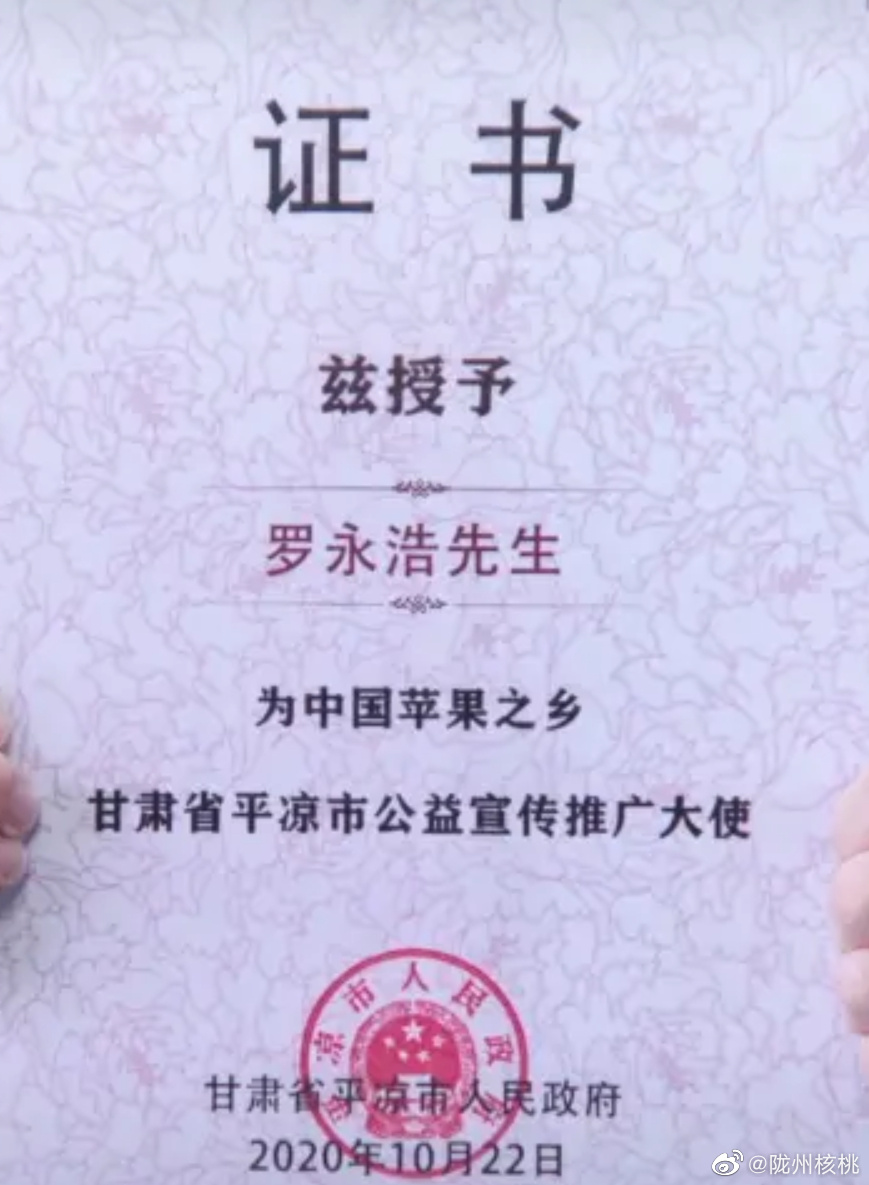 证书
兹授予
罗永浩先生
为中国苹果之乡
甘肃省平凉市公益宣传推广大使
平凉市人民政府
甘肃省平凉市人民政府
2020年10月22日
@陇州核桃